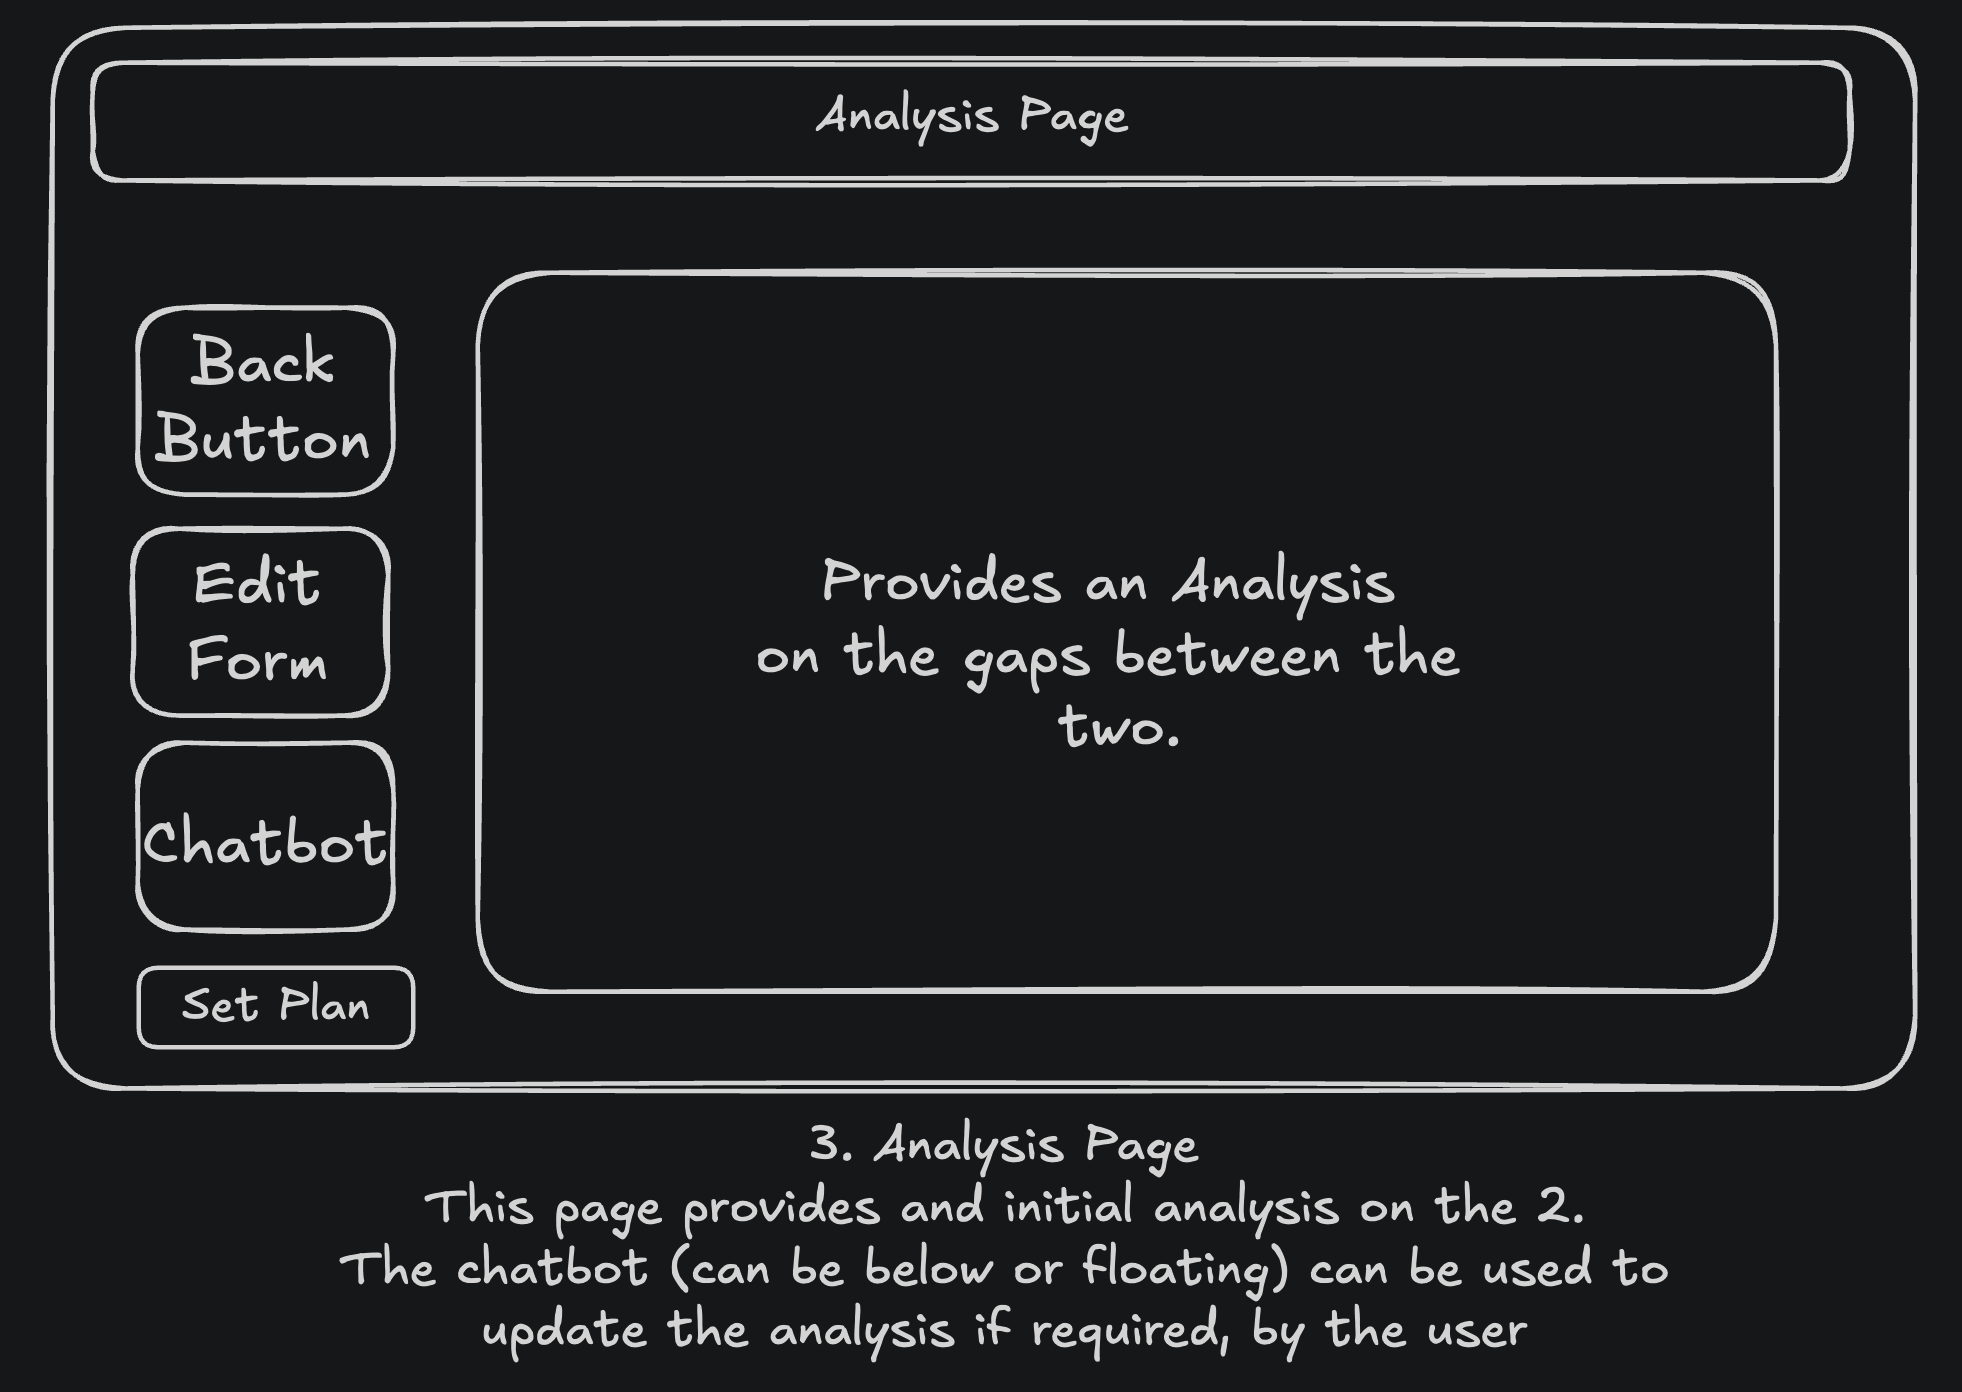 Analysis Page
Back
Button
Edit
Form
Chatbot
Set Plan
Provides an Analysis
on the gaps between the
two.
3. Analysis Page
This page provides and initial analysis on the 2.
The chatbot (can be below or floating) can be used to
update the analysis if required, by the user